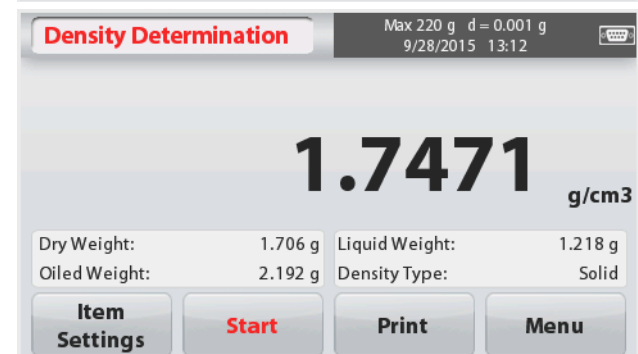 Density Determination
Max 220 g d=0.001 g
9/28/2015 13:12
1.7471 g/cm3
Dry Weight: 1.706 g Liquid Weight: 1.218 g
Oiled Weight: 2.192 g Density Type: Solid
Item Settings
Start
Print
Menu